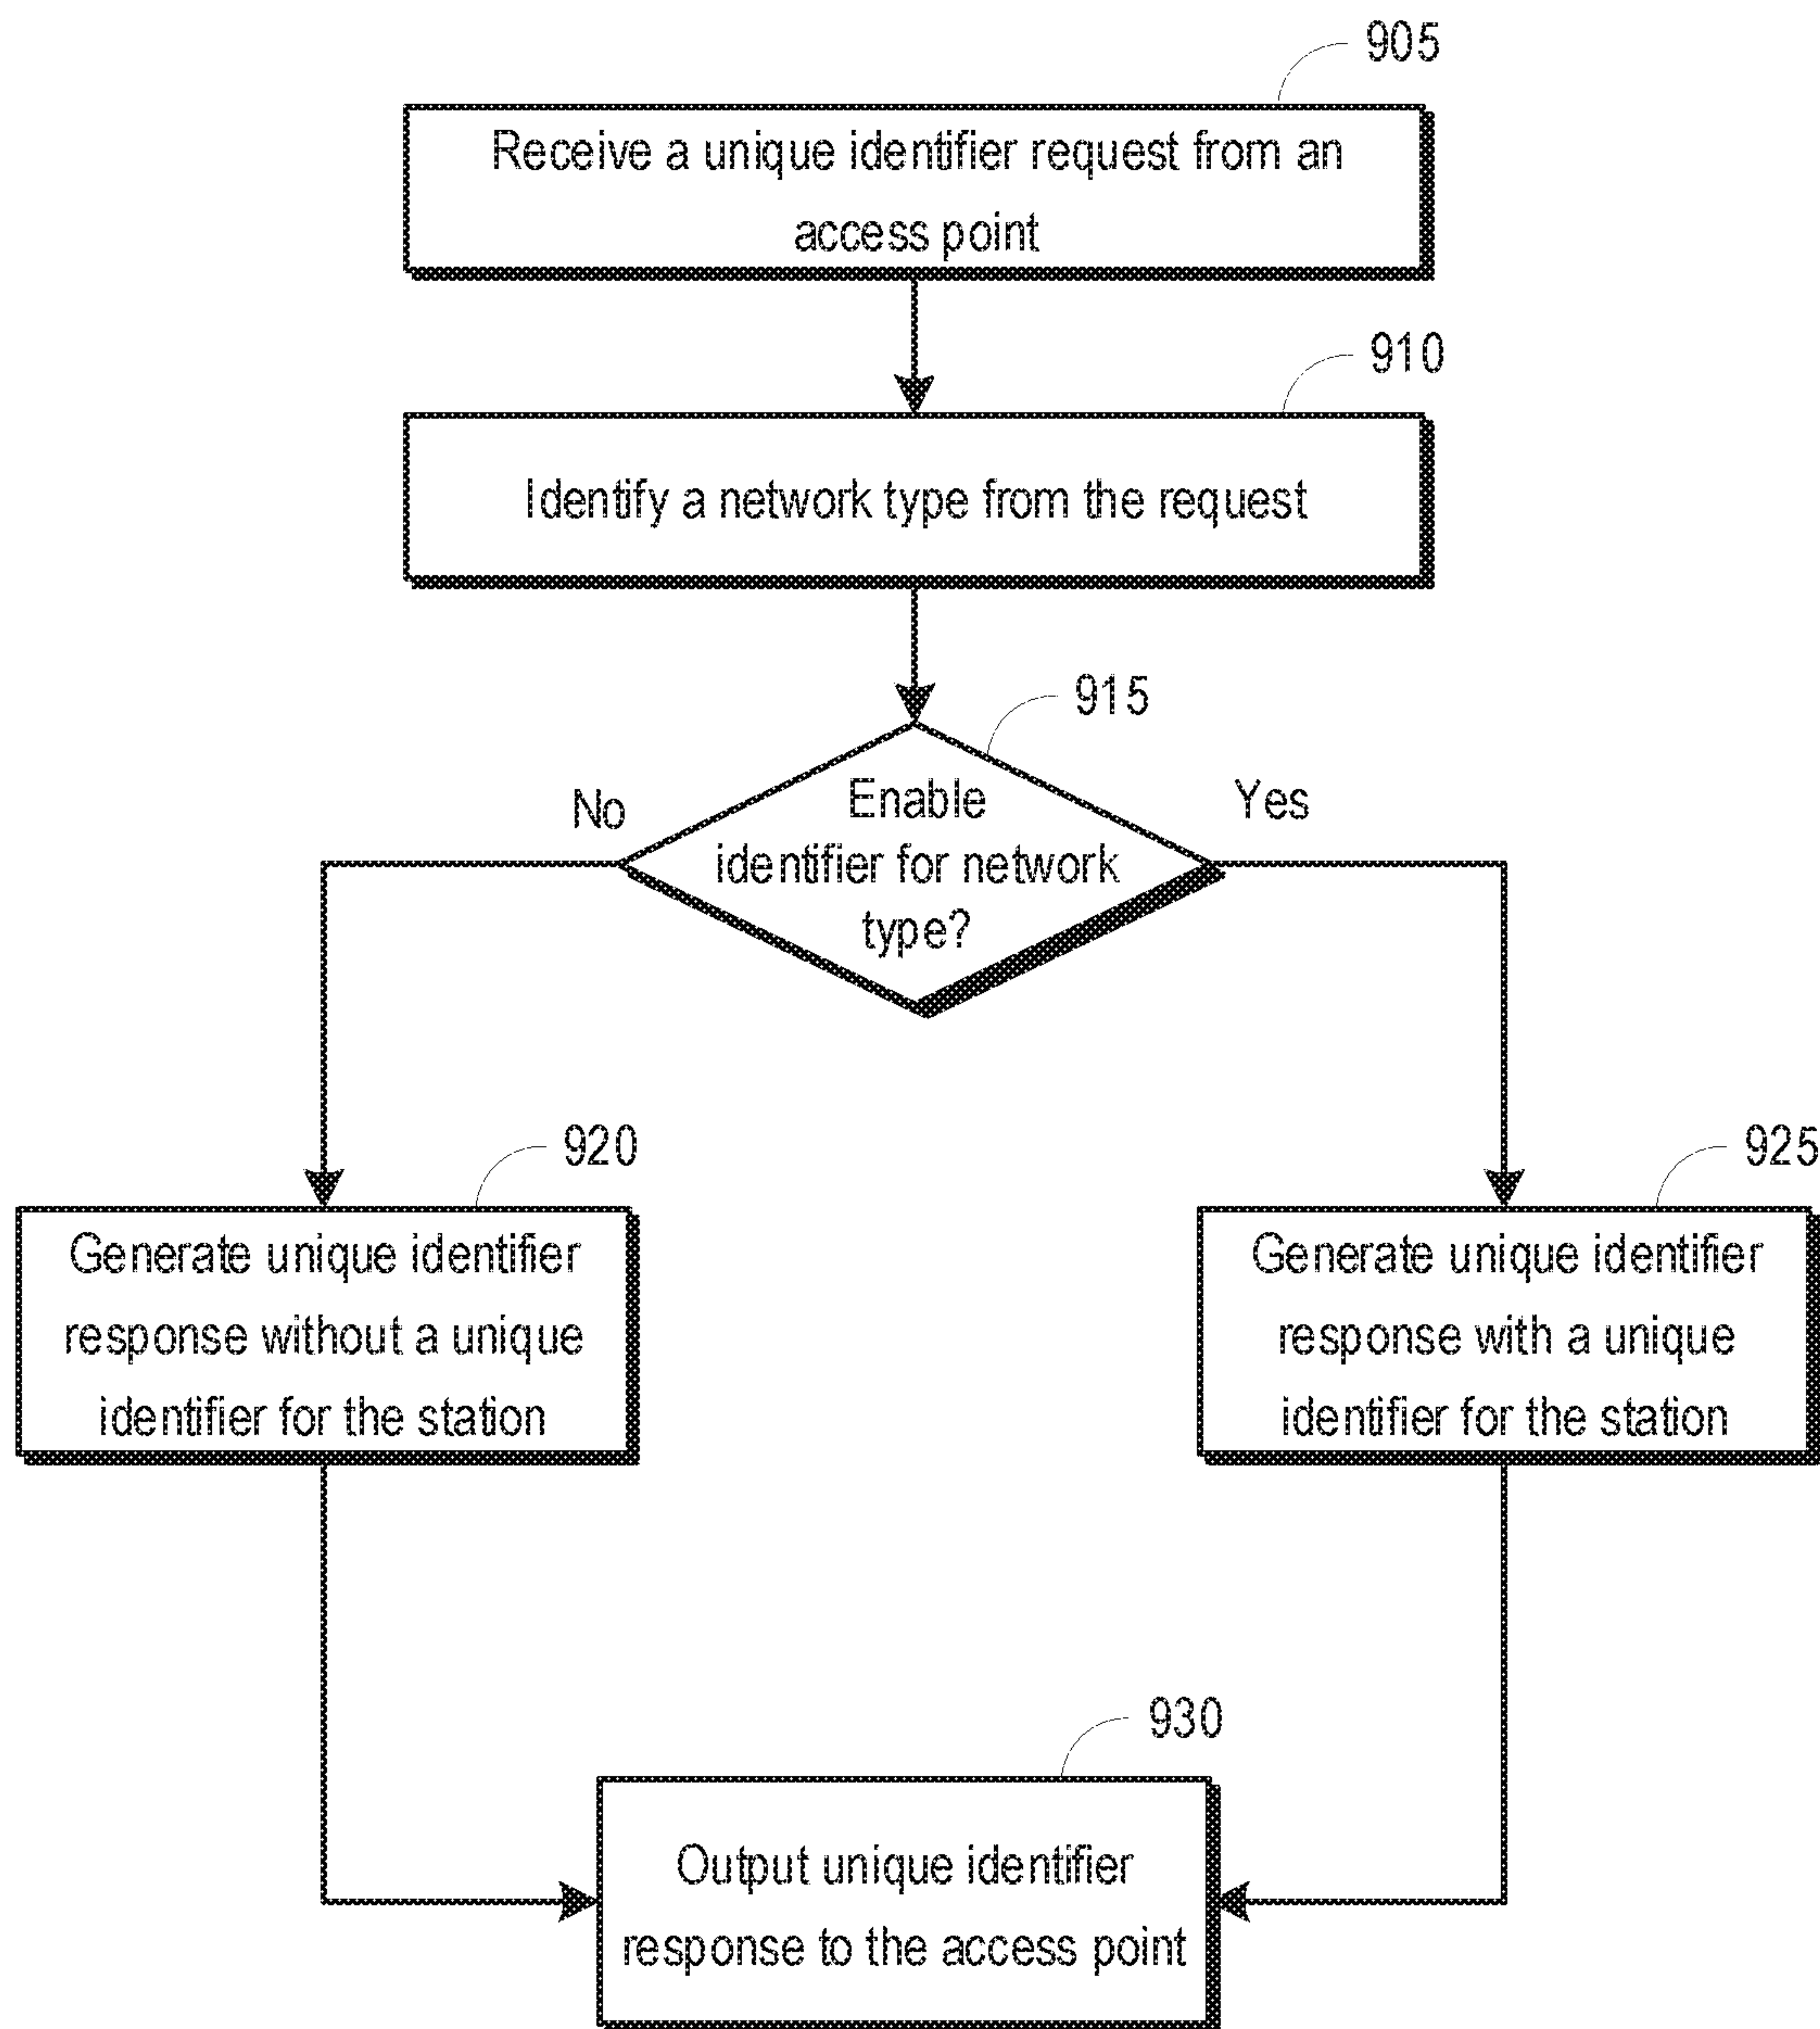 905
Receive a unique identifier request from an
access point
910
Identify a network type from the request
915
No
Enable
identifier for network
type?
Yes
920
Generate unique identifier
response without a unique
identifier for the station
925
Generate unique identifier
response with a unique
identifier for the station
930
Output unique identifier
response to the access point